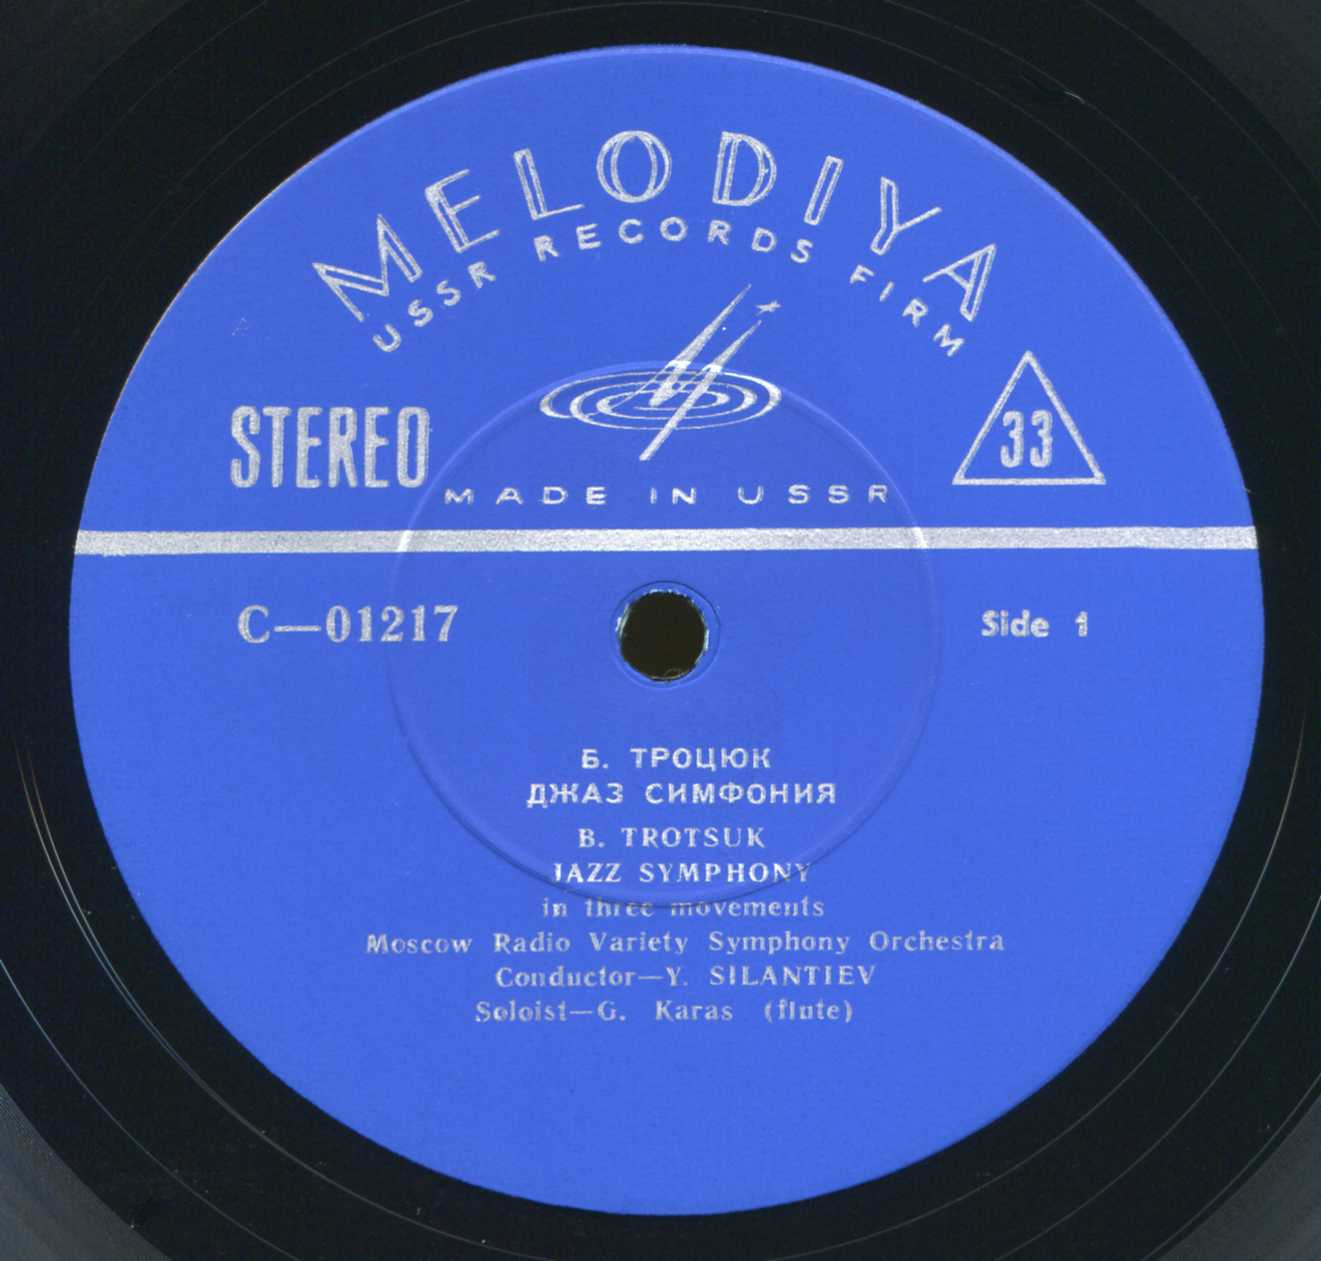 MELODIYA
USSR RECORDS FIRM
STEREO
33
MADE IN USSR
C—01217
Side 1
Б. ТРОЦЮК
ДЖАЗ СИМФОНИЯ
B. TROTSUK
JAZZ SYMPHONY
in three movements
Moscow Radio Variety Symphony Orchestra
Conductor—Y. SILANTIEV
Soloist—G. Karas (flute)